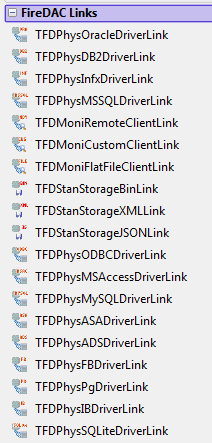 FireDAC Links
TFDPhysOracleDriverLink
TFDPhysDB2DriverLink
TFDPhysInfxDriverLink
TFDPhysMSSQLDriverLink
TFDMoniRemoteClientLink
TFDMoniCustomClientLink
TFDMoniFlatFileClientLink
TFDStanStorageBinLink
TFDStanStorageXMLLink
TFDStanStorageJSONLink
TFDPhysODBCDriverLink
TFDPhysMSAccessDriverLink
TFDPhysMySQLDriverLink
TFDPhysASADriverLink
TFDPhysADSDriverLink
TFDPhysFBDriverLink
TFDPhysPgDriverLink
TFDPhysIBDriverLink
TFDPhysSQLiteDriverLink